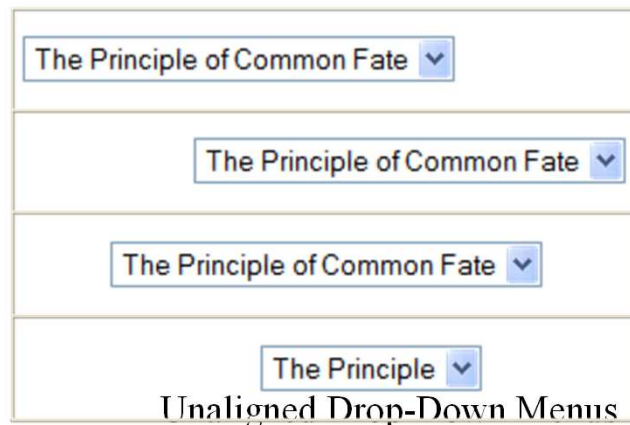 The Principle of Common Fate
The Principle of Common Fate
The Principle of Common Fate
The Principle
Unaligned Drop-Down Menus